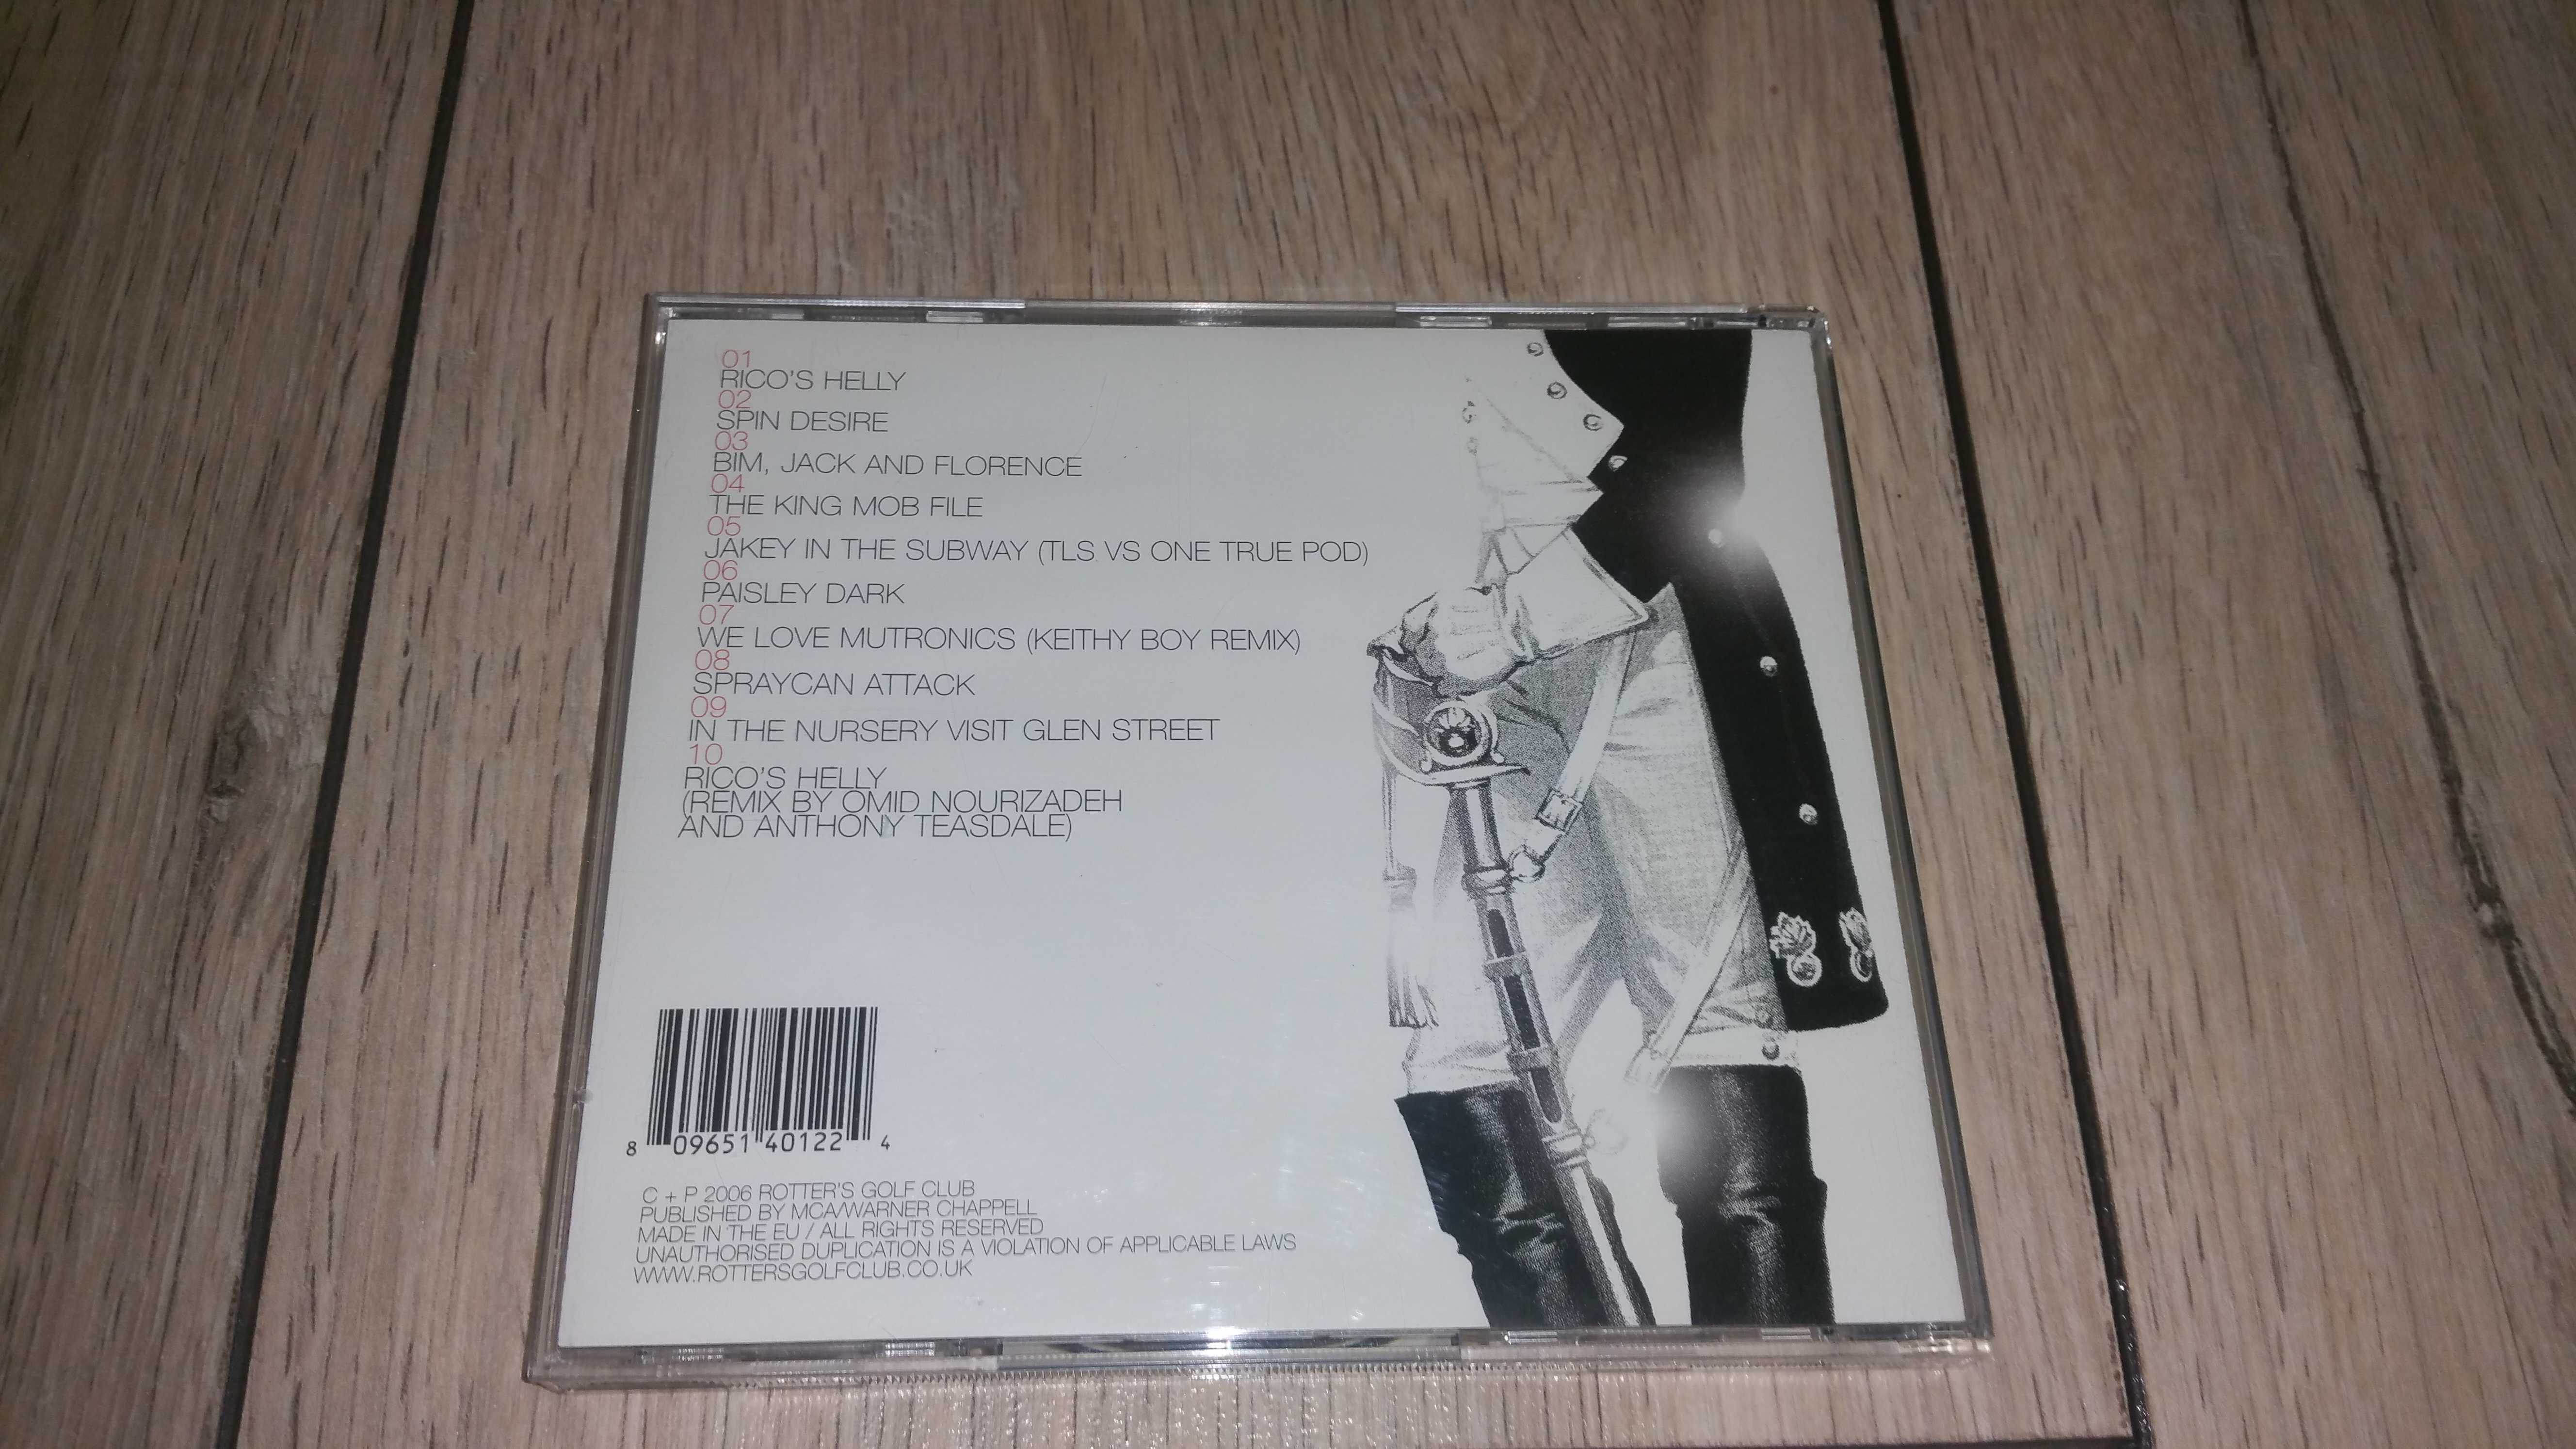 01
RICO'S HELLY
02
SPIN DESIRE
03
BIM, JACK AND FLORENCE
04
THE KING MOB FILE
05
JAKEY IN THE SUBWAY (TLS VS ONE TRUE POD)
06
PAISLEY DARK
07
WE LOVE MUTRONICS (KEITHY BOY REMIX)
08
SPRAYCAN ATTACK
09
IN THE NURSERY VISIT GLEN STREET
10
RICO'S HELLY
(REMIX BY OMID NOURIZADEH
AND ANTHONY TEASDALE)
8 09651 40122 4
C + P 2006 ROTTER'S GOLF CLUB
PUBLISHED BY MCA/WARNER CHAPPELL
MADE IN THE EU / ALL RIGHTS RESERVED
UNAUTHORISED DUPLICATION IS A VIOLATION OF APPLICABLE LAWS
WWW.ROTTERSGOLFCLUB.CO.UK